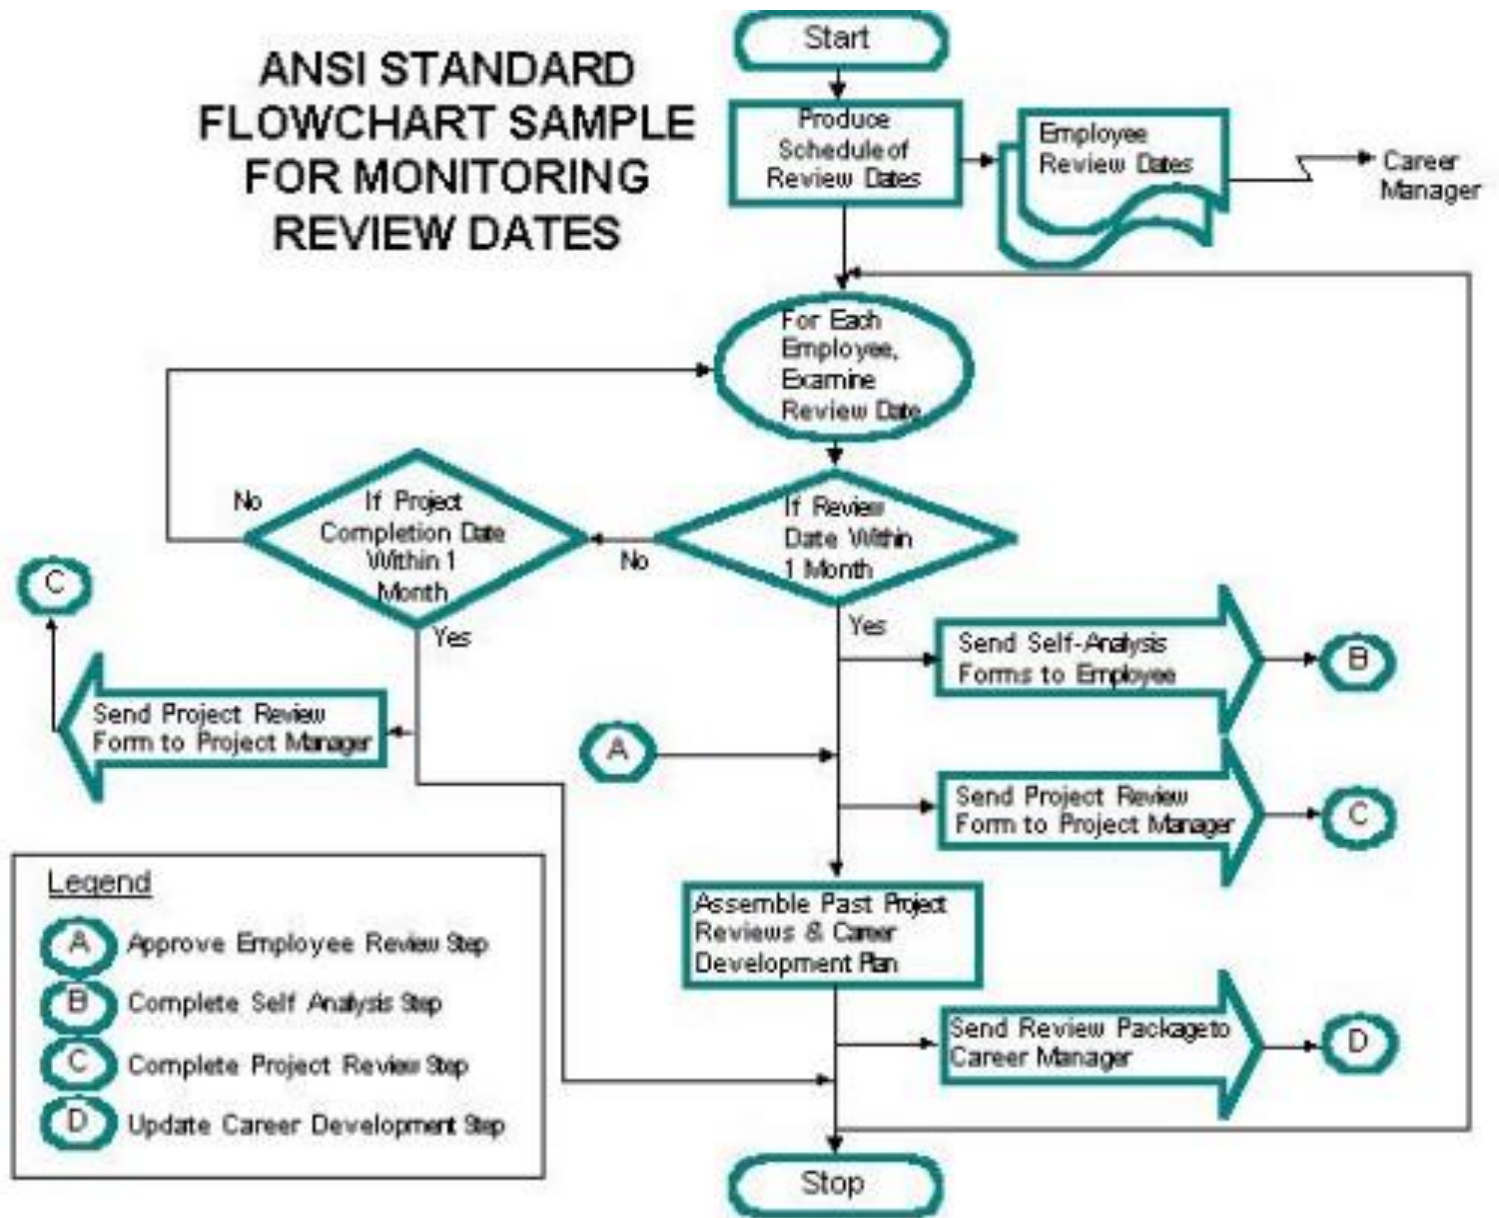 ANSI STANDARD
FLOWCHART SAMPLE
FOR MONITORING
REVIEW DATES
Start
Produce
Schedule of
Review Dates
Employee
Review Dates
Career
Manager
For Each
Employee,
Examine
Review Date
If Review
Date Within
1 Month
No
Yes
If Project
Completion Date
Within 1
Month
No
Yes
C
Send Project Review
Form to Project Manager
Send Self-Analysis
Forms to Employee
B
A
Send Project Review
Form to Project Manager
C
Assemble Past Project
Reviews & Career
Development Plan
Send Review Package to
Career Manager
D
Stop
Legend
A Approve Employee Review Step
B Complete Self Analysis Step
C Complete Project Review Step
D Update Career Development Step